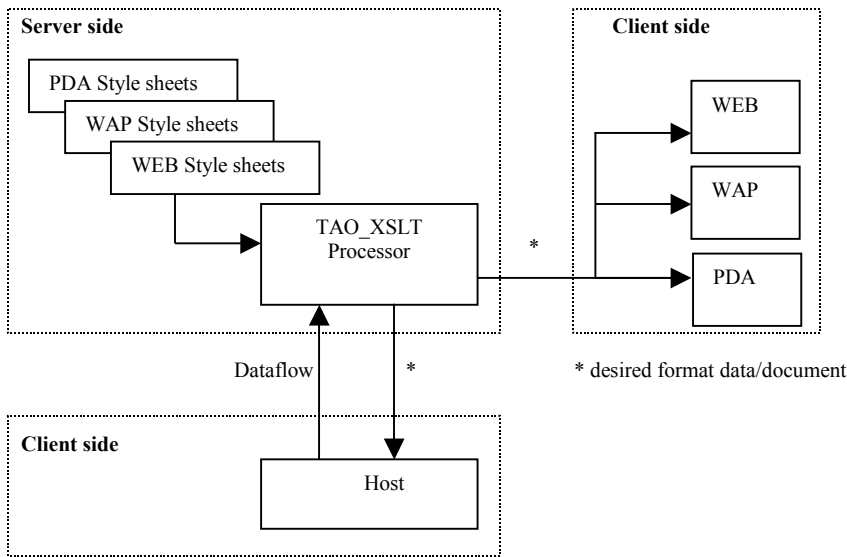 Server side
PDA Style sheets
WAP Style sheets
WEB Style sheets
TAO_XSLT
Processor
*
Client side
WEB
WAP
PDA
Dataflow
*
* desired format data/document
Client side
Host